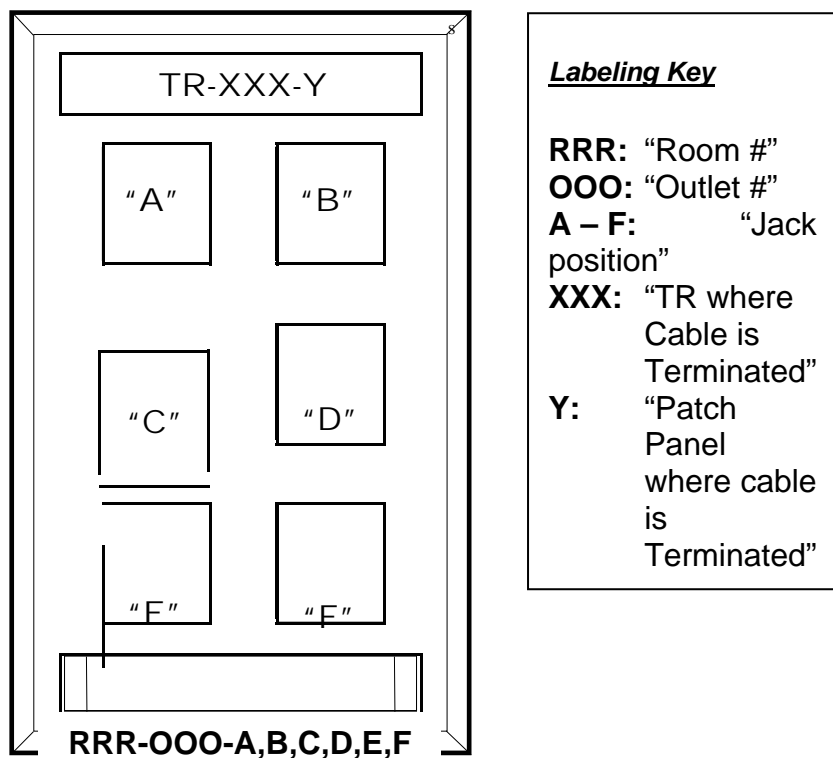 s
TR-XXX-Y
“A” “B”
“C” “D”
“E” “F”
RRR-OOO-A,B,C,D,E,F
Labeling Key
RRR: “Room #”
OOO: “Outlet #”
A – F: “Jack
position”
XXX: “TR where
Cable is
Terminated”
Y: “Patch
Panel
where cable
is
Terminated”